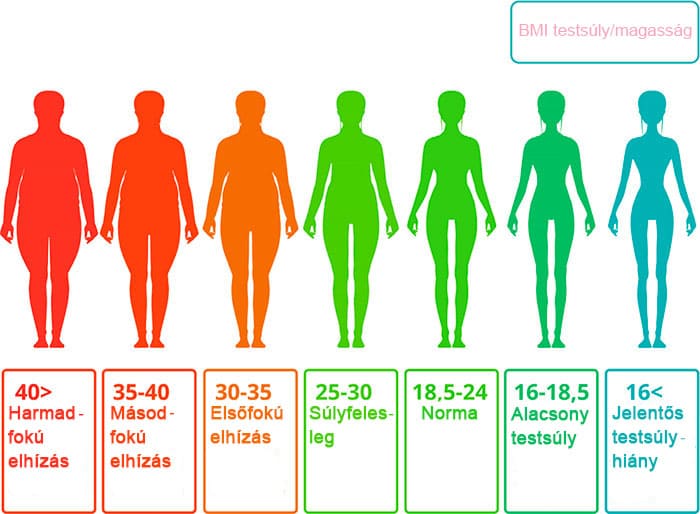 BMI testsúly/magasság
40>
Harmad-
fokú
elhízás
35-40
Másod-
fokú
elhízás
30-35
Elsőfokú
elhízás
25-30
Súlyfeles-
leg
18,5-24
Norma
16-18,5
Alacsony
testsúly
16<
Jelentős
testsúly-
hiány